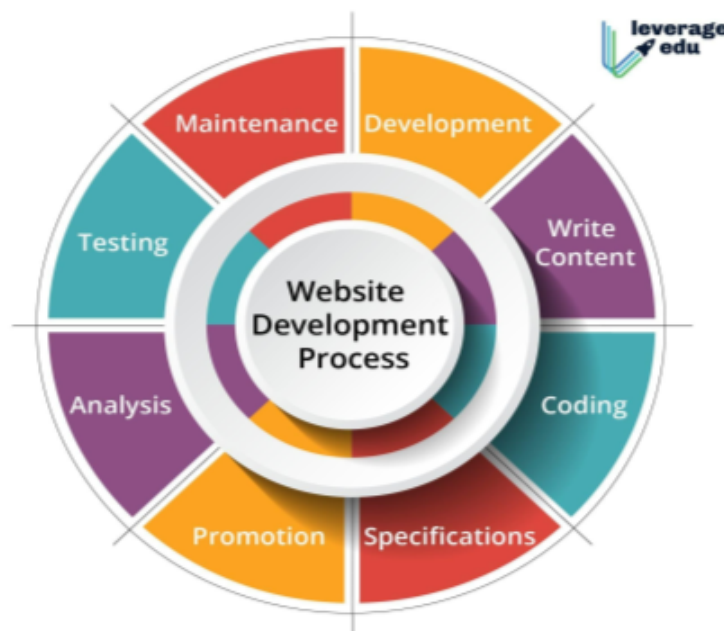 leverage
edu
Maintenance
Development
Write
Content
Coding
Specifications
Promotion
Analysis
Testing
Website
Development
Process